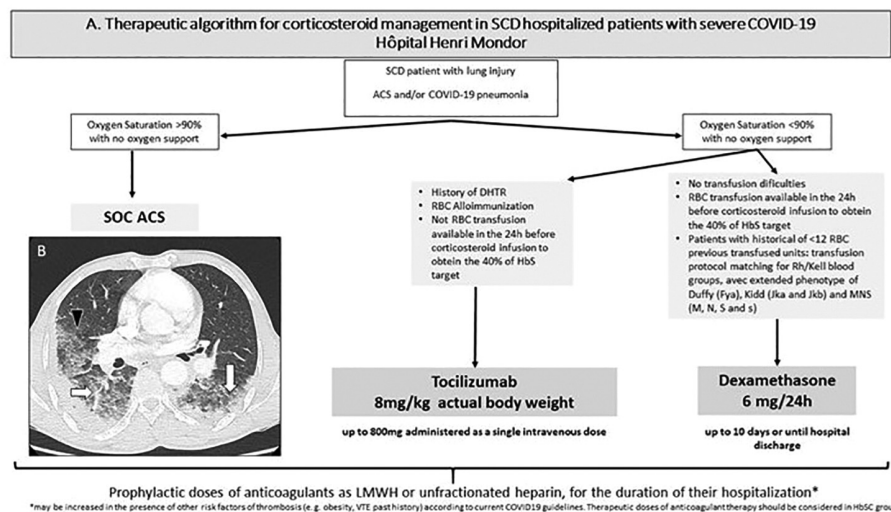 A. Therapeutic algorithm for corticosteroid management in SCD hospitalized patients with severe COVID-19
Hôpital Henri Mondor
SCD patient with lung injury
ACS and/or COVID-19 pneumonia
Oxygen Saturation >90%
with no oxygen support
Oxygen Saturation <90%
with no oxygen support
SOC ACS
• History of DHTR
• RBC Alloimmunization
• Not RBC transfusion
available in the 24h before
corticosteroid infusion to
obtain the 40% of HbS
target
• No transfusion dificulties
• RBC transfusion available in the 24h
before corticosteroid infusion to obtein
the 40% of HbS target
• Patients with historical of <12 RBC
previous transfused units: transfusion
protocol matching for Rh/Kell blood
groups, avec extended phenotype of
Duffy (Fya), Kidd (Jka and Jkb) and MNS
(M, N, S and s)
B
Tocilizumab
8mg/kg actual body weight
up to 800mg administered as a single intravenous dose
Dexamethasone
6 mg/24h
up to 10 days or until hospital
discharge
Prophylactic doses of anticoagulants as LMWH or unfractionated heparin, for the duration of their hospitalization*
*may be increased in the presence of other risk factors of thrombosis (e.g. obesity, VTE past history) according to current COVID19 guidelines. Therapeutic doses of anticoagulant therapy should be considered in HbSC grou